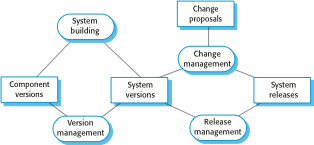 System
building
Change
proposals
Change
management
Component
versions
System
versions
System
releases
Version
management
Release
management